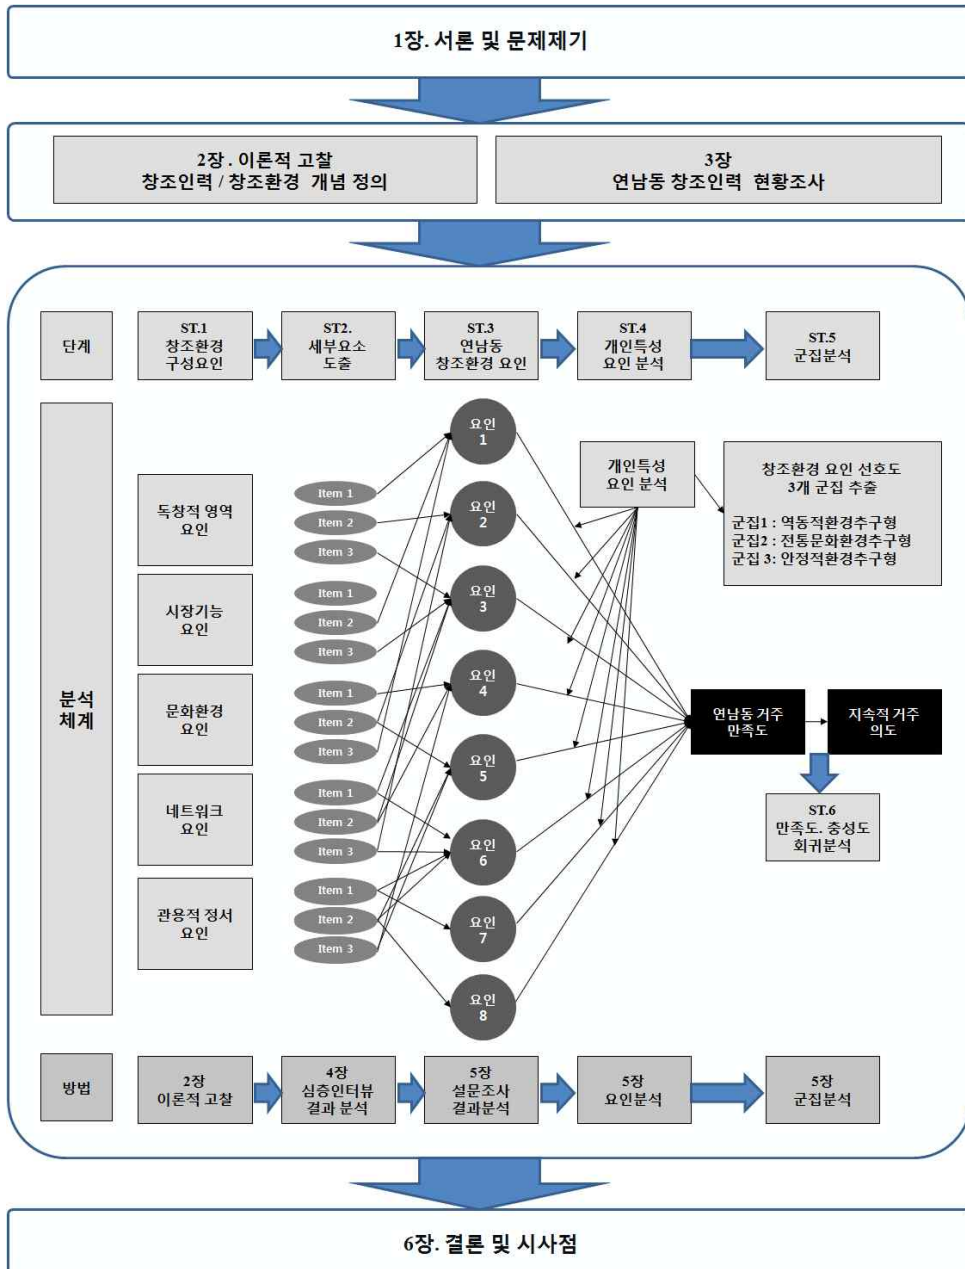 1장. 서론 및 문제제기
2장 . 이론적 고찰
창조인력 / 창조환경 개념 정의
3장
연남동 창조인력 현황조사
단계
ST.1
창조환경
구성요인
ST2.
세부요소
도출
ST.3
연남동
창조환경 요인
ST.4
개인특성
요인 분석
ST.5
군집분석
분석
체계
독창적 영역
요인
시장기능
요인
문화환경
요인
네트워크
요인
관용적 정서
요인
Item 1
Item 2
Item 3
Item 1
Item 2
Item 3
Item 1
Item 2
Item 3
Item 1
Item 2
Item 3
Item 1
Item 2
Item 3
요인
1
요인
2
요인
3
요인
4
요인
5
요인
6
요인
7
요인
8
개인특성
요인 분석
창조환경 요인 선호도
3개 군집 추출
군집1 : 역동적환경추구형
군집2 : 전통문화환경추구형
군집 3: 안정적환경추구형
연남동 거주
만족도
지속적 거주
의도
ST.6
만족도. 충성도
회귀분석
방법
2장
이론적 고찰
4장
심층인터뷰
결과 분석
5장
설문조사
결과분석
5장
요인분석
5장
군집분석
6장. 결론 및 시사점